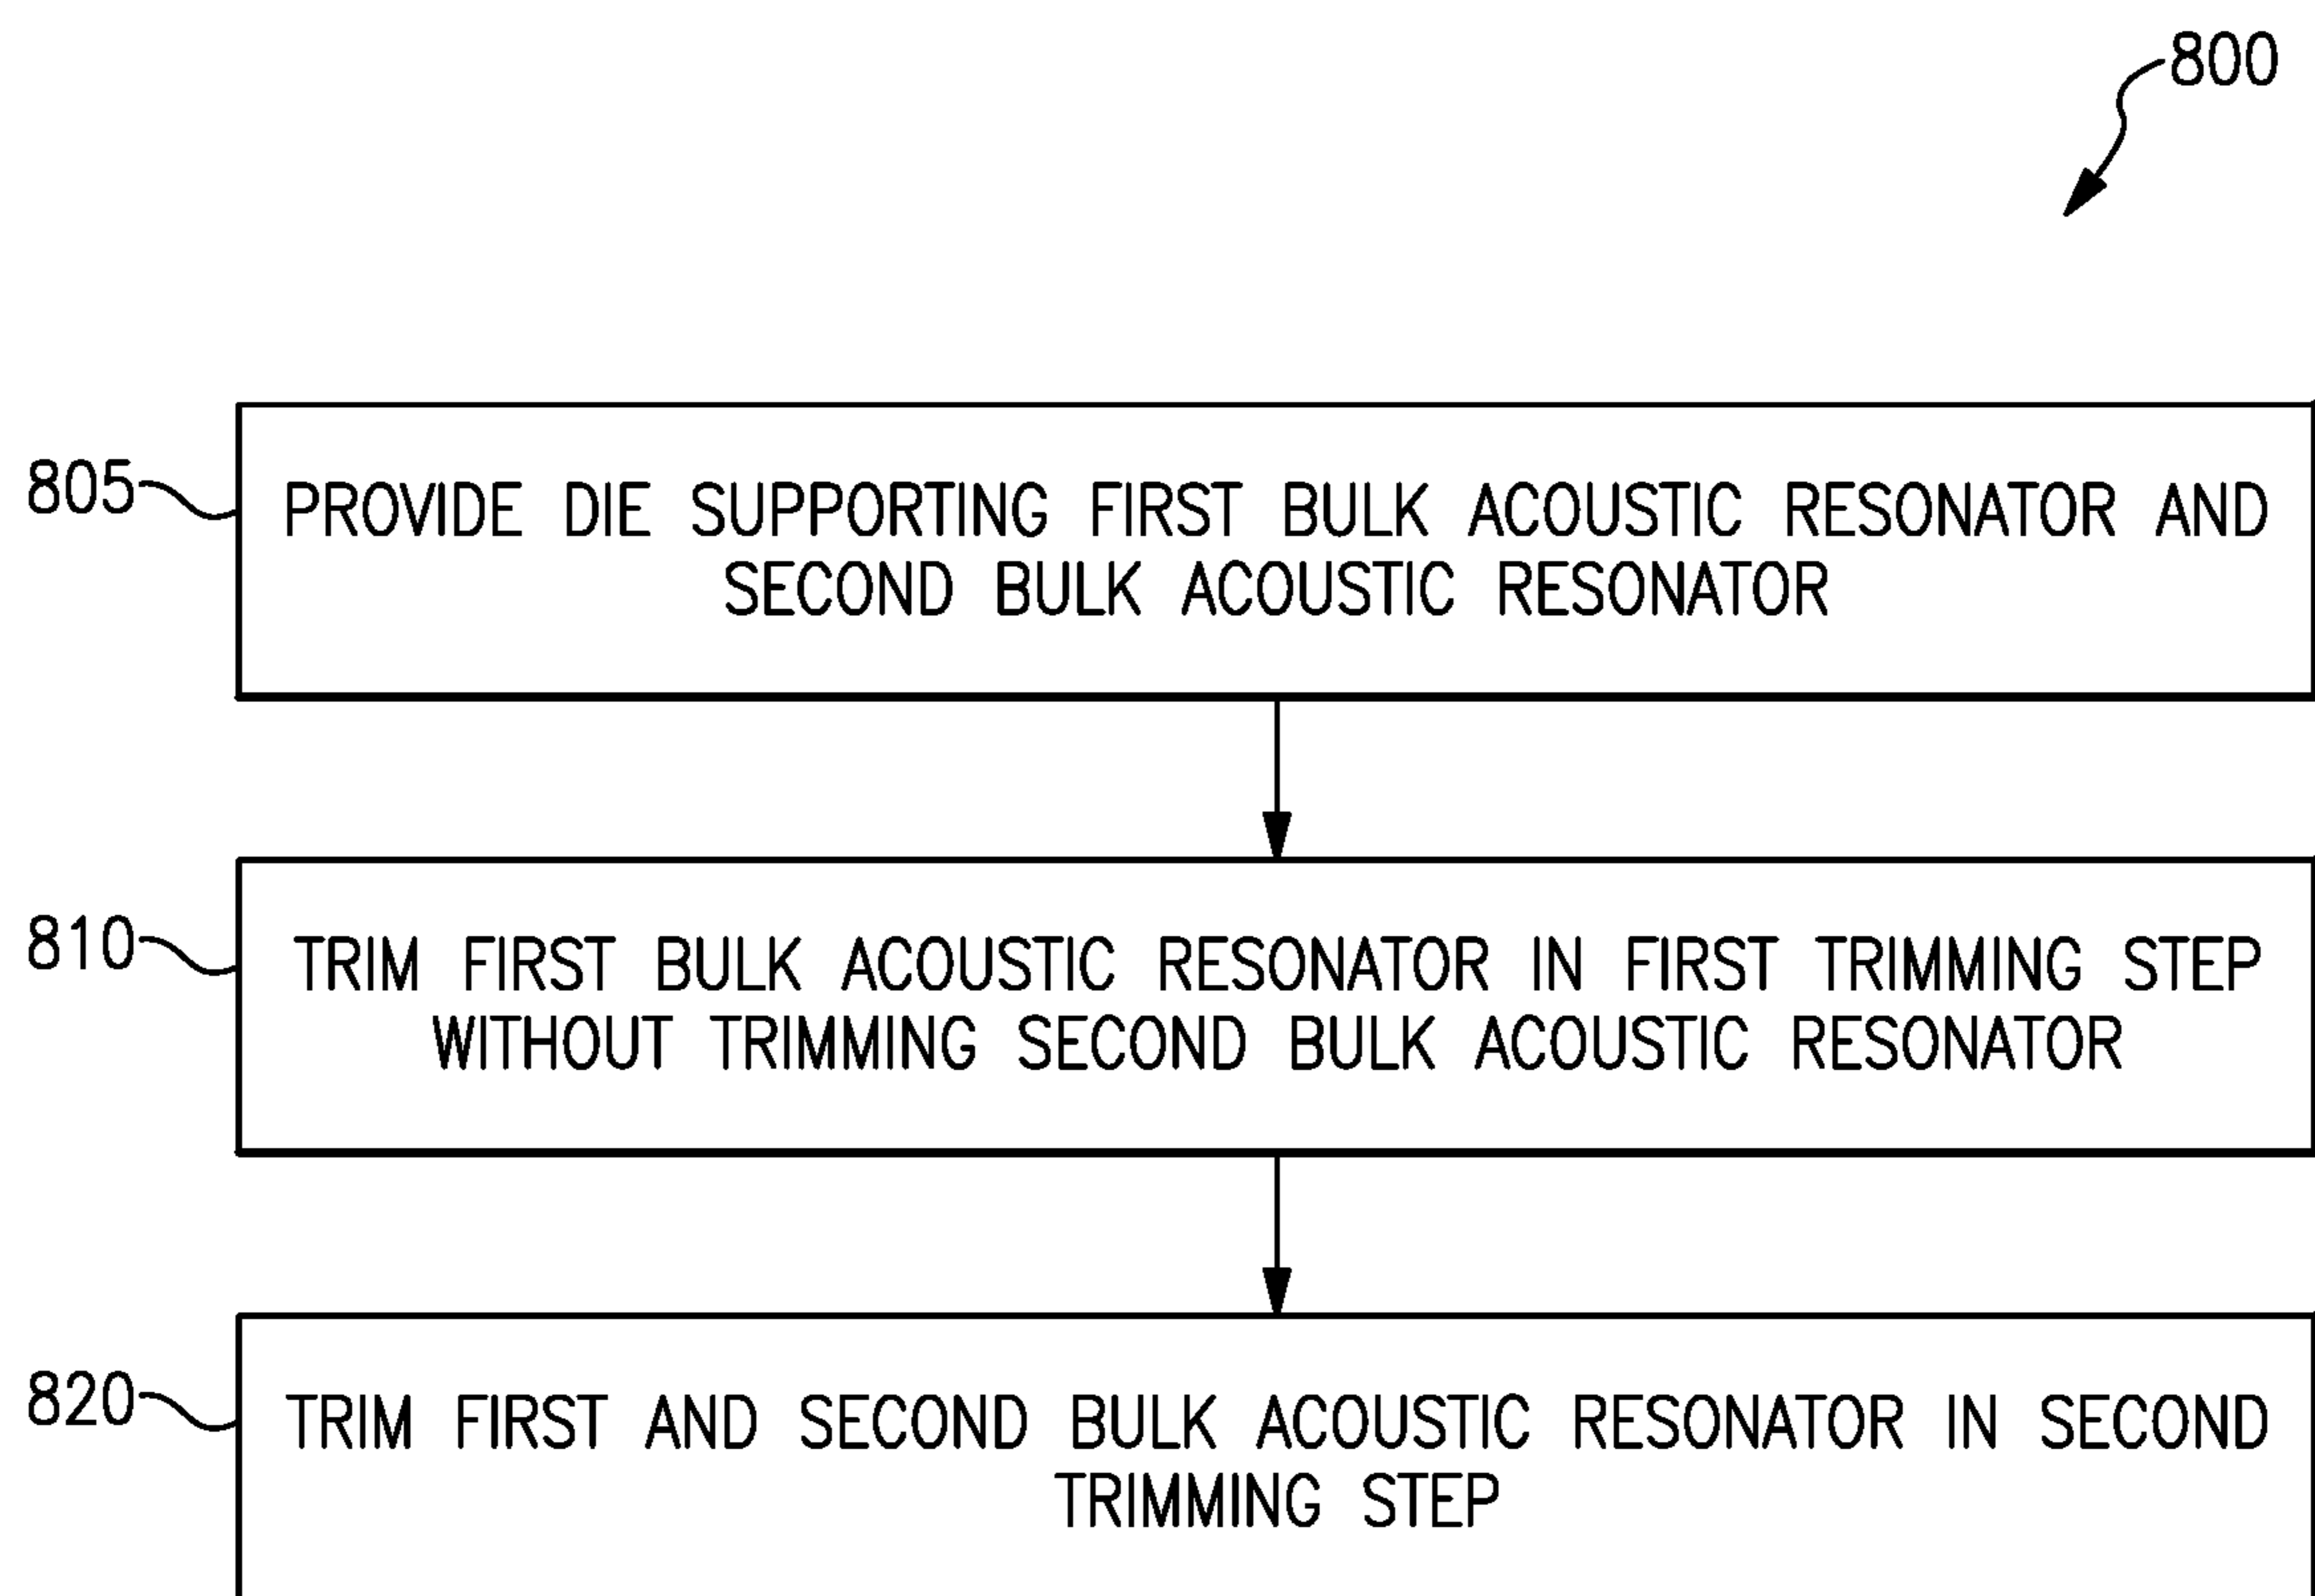 800
805
PROVIDE DIE SUPPORTING FIRST BULK ACOUSTIC RESONATOR AND
SECOND BULK ACOUSTIC RESONATOR
810
TRIM FIRST BULK ACOUSTIC RESONATOR IN FIRST TRIMMING STEP
WITHOUT TRIMMING SECOND BULK ACOUSTIC RESONATOR
820
TRIM FIRST AND SECOND BULK ACOUSTIC RESONATOR IN SECOND
TRIMMING STEP